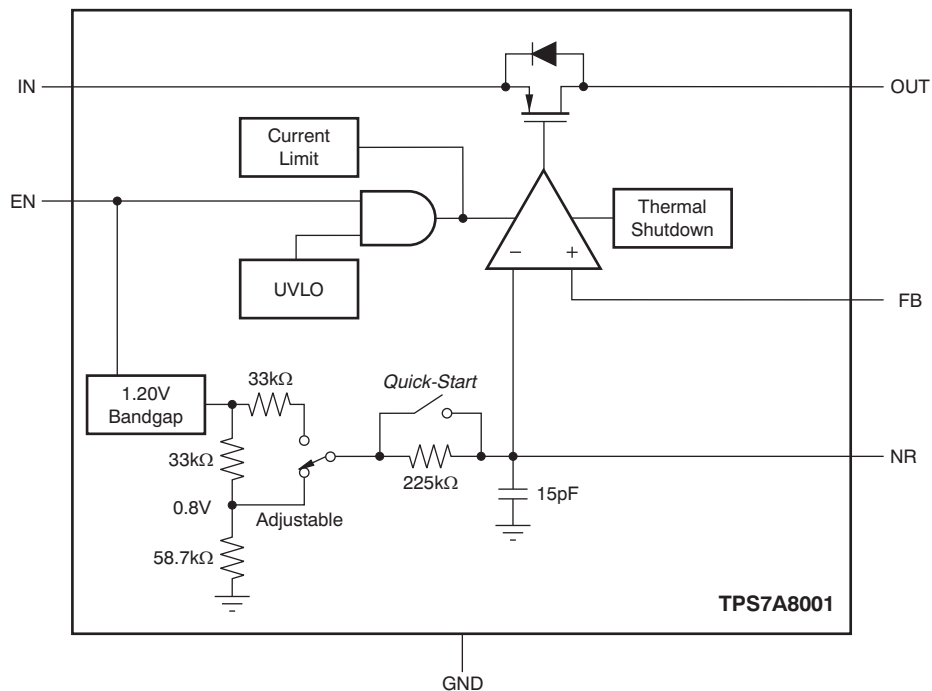 IN
OUT
Current
Limit
EN
Thermal
Shutdown
UVLO
− +
FB
1.20V
Bandgap
33kΩ
Quick-Start
33kΩ
225kΩ
NR
15pF
0.8V
Adjustable
58.7kΩ
TPS7A8001
GND